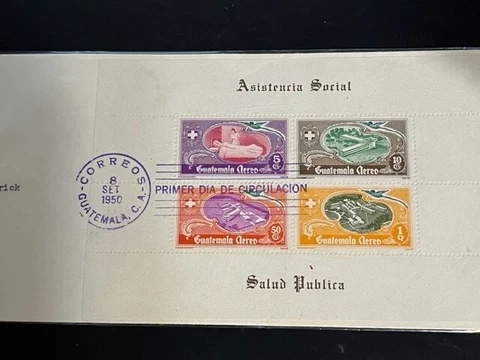 Asistencia Social
5
C.
Guatemala Aereo
10
C.
Guatemala Aereo
rick
CORREOS
8
SET
1950
GUATEMALA, C.A.
PRIMER DIA DE CIRCULACION
50
C.
Guatemala Aereo
1
Q
Guatemala Aereo
Salud Publica